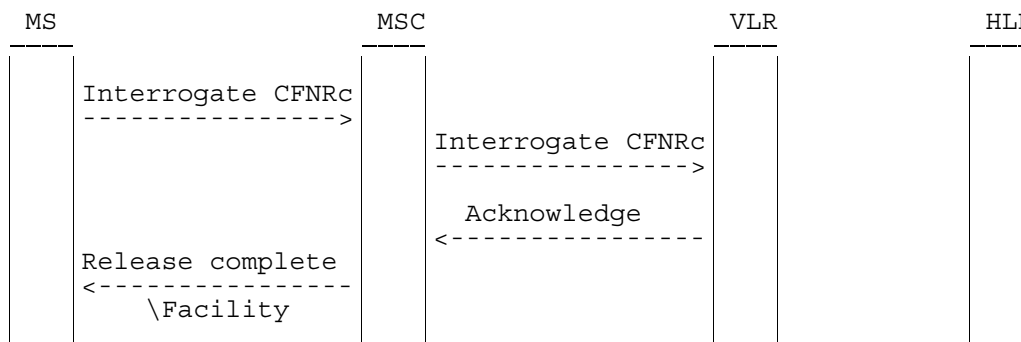 MS MSC VLR
Interrogate CFNRc
---------------->
Interrogate CFNRc
---------------->
Acknowledge
<----------------
Release complete
<----------------
\Facility